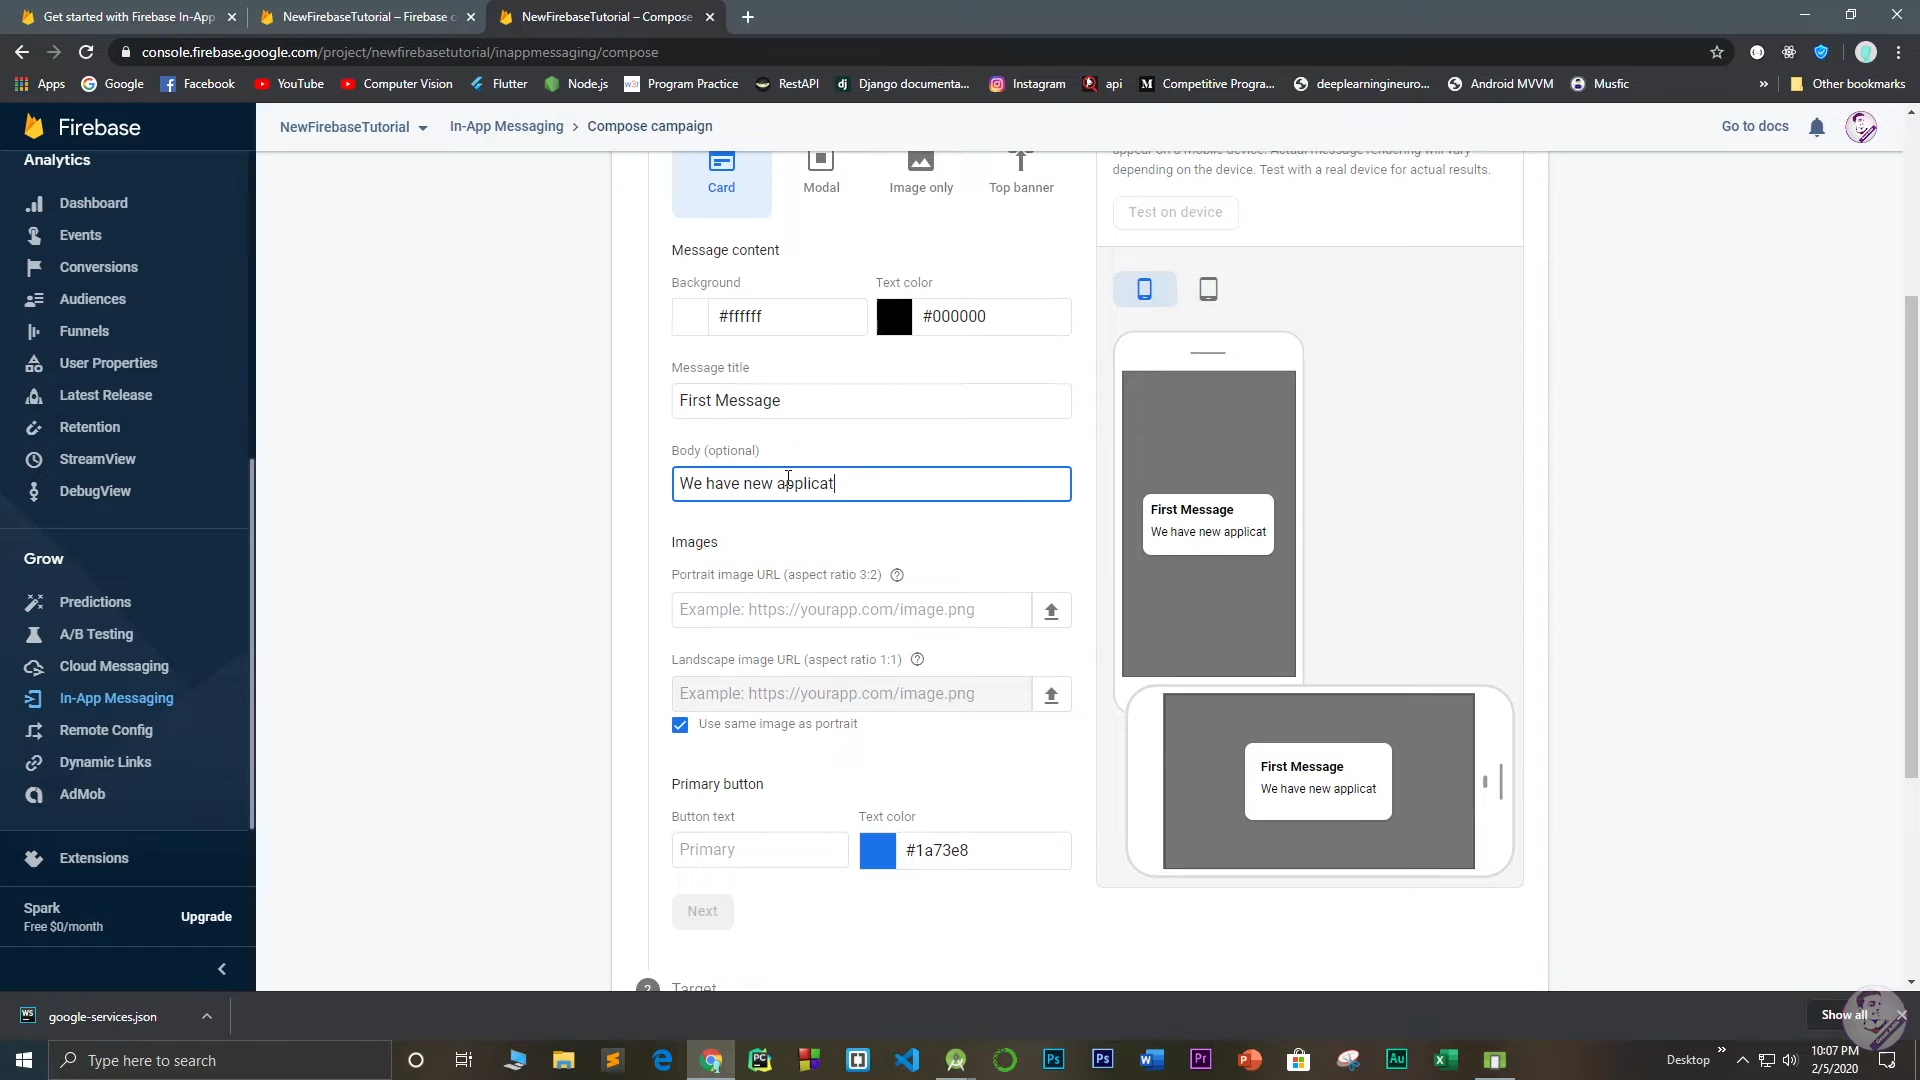 Get started with Firebase In-App
NewFirebaseTutorial – Firebase c
NewFirebaseTutorial – Compose
console.firebase.google.com/project/newfirebasetutorial/inappmessaging/compose
Apps
Google
Facebook
YouTube
Computer Vision
Flutter
Node.js
Program Practice
RestAPI
Django documenta...
Instagram
api
Competitive Progra...
deeplearningineuro...
Android MVVM
Musfic
»
Other bookmarks
Firebase
NewFirebaseTutorial
In-App Messaging > Compose campaign
Go to docs
Analytics
Dashboard
Events
Conversions
Audiences
Funnels
User Properties
Latest Release
Retention
StreamView
DebugView
Grow
Predictions
A/B Testing
Cloud Messaging
In-App Messaging
Remote Config
Dynamic Links
AdMob
Extensions
Spark
Free $0/month
Upgrade
Card
Modal
Image only
Top banner
Message content
Background
Text color
#ffffff
#000000
Message title
First Message
Body (optional)
We have new applicat
Images
Portrait image URL (aspect ratio 3:2)
Example: https://yourapp.com/image.png
Landscape image URL (aspect ratio 1:1)
Example: https://yourapp.com/image.png
Use same image as portrait
Primary button
Button text
Text color
Primary
#1a73e8
Next
2
Target
appear on a mobile device. Actual message rendering will vary
depending on the device. Test with a real device for actual results.
Test on device
First Message
We have new applicat
First Message
We have new applicat
google-services.json
Show all
Type here to search
Desktop
10:07 PM
2/5/2020